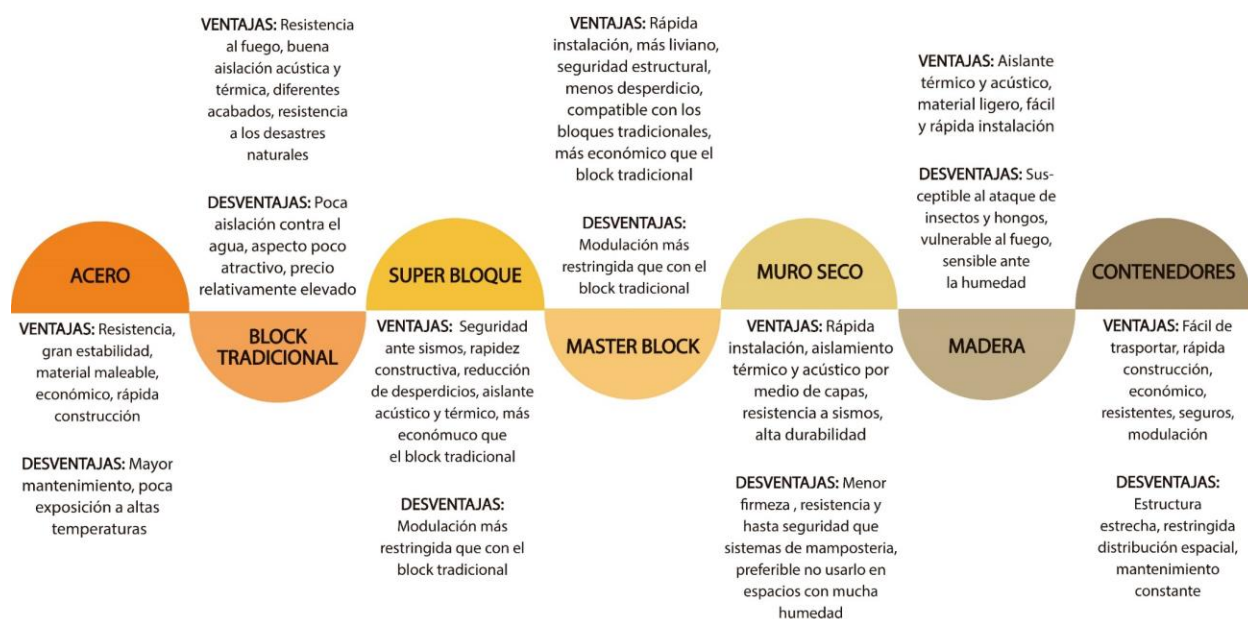 ACERO
VENTAJAS: Resistencia,
gran estabilidad,
material maleable,
económico, rápida
construcción
DESVENTAJAS: Mayor
mantenimiento, poca
exposición a altas
temperaturas
VENTAJAS: Resistencia
al fuego, buena
aislación acústica y
térmica, diferentes
acabados, resistencia
a los desastres
naturales
DESVENTAJAS: Poca
aislación contra el
agua, aspecto poco
atractivo, precio
relativamente elevado
BLOCK
TRADICIONAL
SUPER BLOQUE
VENTAJAS: Seguridad
ante sismos, rapidez
constructiva, reducción
de desperdicios, aislante
acústico y térmico, más
económuco que
el block tradicional
DESVENTAJAS:
Modulación más
restringida que con el
block tradicional
VENTAJAS: Rápida
instalación, más liviano,
seguridad estructural,
menos desperdicio,
compatible con los
bloques tradicionales,
más económico que el
block tradicional
DESVENTAJAS:
Modulación más
restringida que con el
block tradicional
MASTER BLOCK
MURO SECO
VENTAJAS: Rápida
instalación, aislamiento
térmico y acústico por
medio de capas,
resistencia a sismos,
alta durabilidad
DESVENTAJAS: Menor
firmeza , resistencia y
hasta seguridad que
sistemas de mamposteria,
preferible no usarlo en
espacios con mucha
humedad
VENTAJAS: Aislante
térmico y acústico,
material ligero, fácil
y rápida instalación
DESVENTAJAS: Sus-
ceptible al ataque de
insectos y hongos,
vulnerable al fuego,
sensible ante
la humedad
MADERA
CONTENEDORES
VENTAJAS: Fácil de
trasportar, rápida
construcción,
económico,
resistentes, seguros,
modulación
DESVENTAJAS:
Estructura
estrecha, restringida
distribución espacial,
mantenimiento
constante